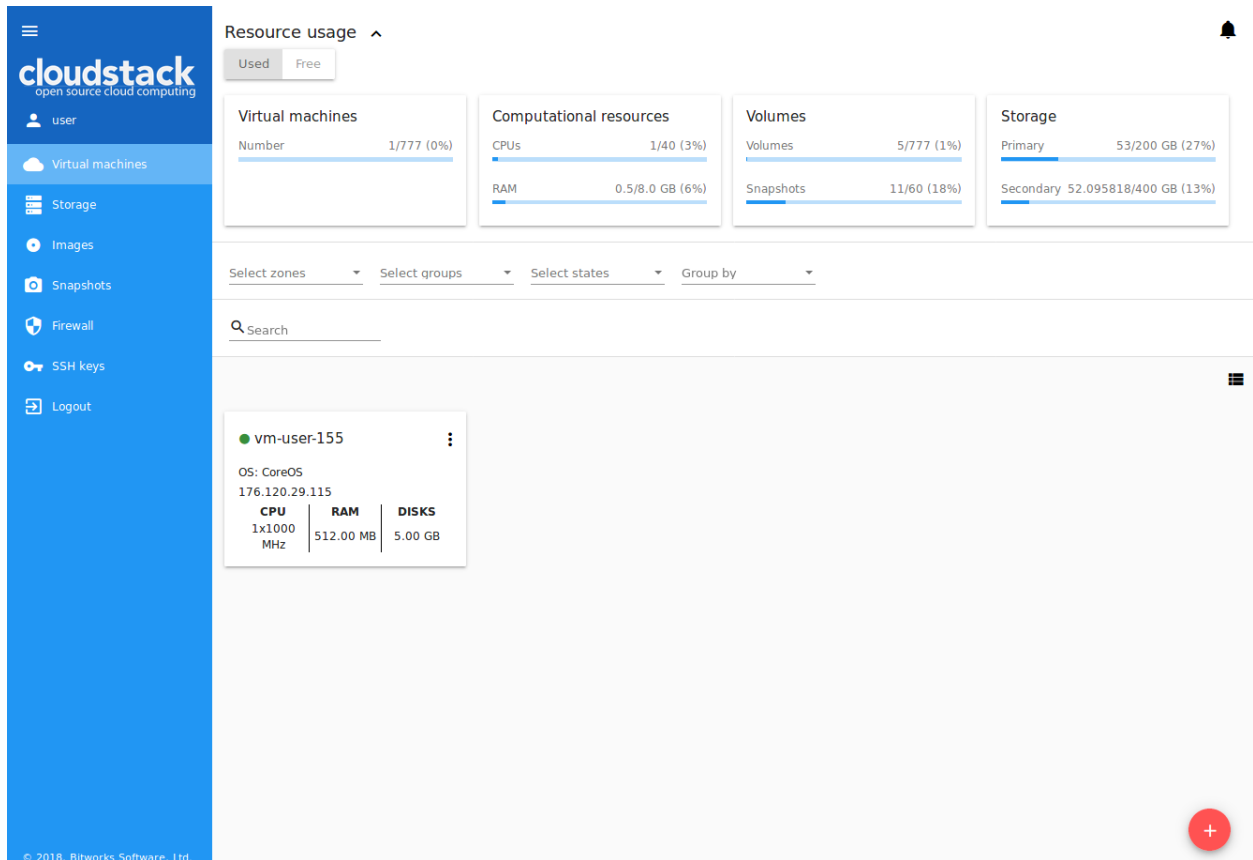 cloudstack
open source cloud computing
user
Virtual machines
Storage
Images
Snapshots
Firewall
SSH keys
Logout
© 2018, Bitworks Software, Ltd
Resource usage
Used Free
Virtual machines
Number 1/777 (0%)
Computational resources
CPUs 1/40 (3%)
RAM 0.5/8.0 GB (6%)
Volumes
Volumes 5/777 (1%)
Snapshots 11/60 (18%)
Storage
Primary 53/200 GB (27%)
Secondary 52.095818/400 GB (13%)
Select zones Select groups Select states Group by
Search
vm-user-155
OS: CoreOS
176.120.29.115
CPU RAM DISKS
1x1000 MHz 512.00 MB 5.00 GB